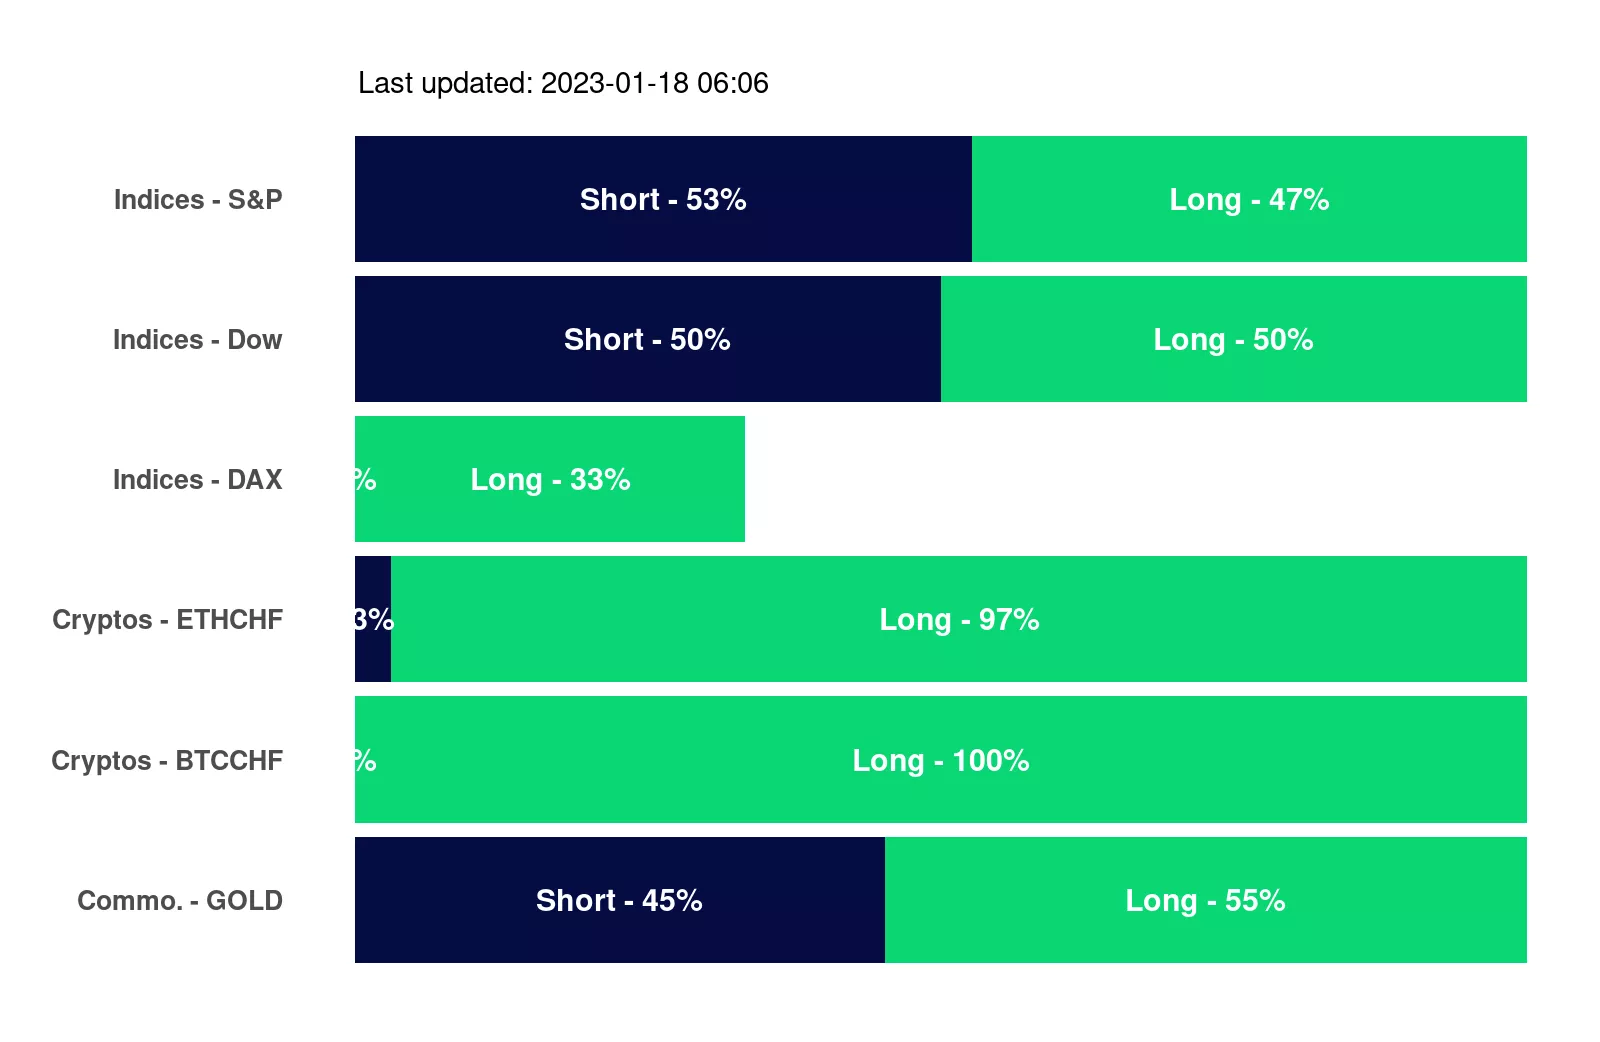 Last updated: 2023-01-18 06:06
Indices - S&P Short - 53% Long - 47%
Indices - Dow Short - 50% Long - 50%
Indices - DAX % Long - 33%
Cryptos - ETHCHF 3% Long - 97%
Cryptos - BTCCHF % Long - 100%
Commo. - GOLD Short - 45% Long - 55%